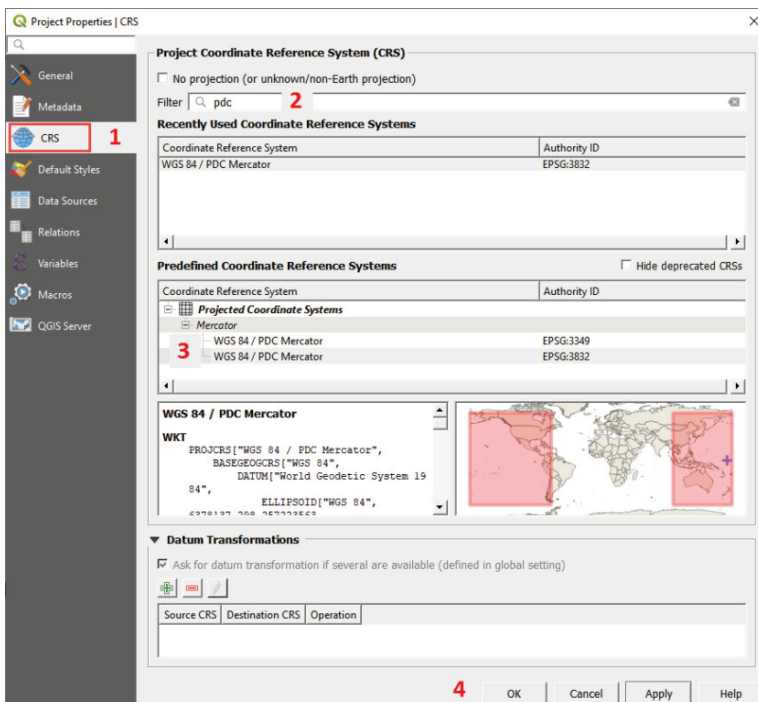 Project Properties | CRS
General
Metadata
CRS 1
Default Styles
Data Sources
Relations
Variables
Macros
QGIS Server
Project Coordinate Reference System (CRS)
No projection (or unknown/non-Earth projection)
Filter pdc 2
Recently Used Coordinate Reference Systems
Coordinate Reference System Authority ID
WGS 84 / PDC Mercator EPSG:3832
Predefined Coordinate Reference Systems Hide deprecated CRSs
Coordinate Reference System Authority ID
Projected Coordinate Systems
Mercator
3 WGS 84 / PDC Mercator EPSG:3349
WGS 84 / PDC Mercator EPSG:3832
WGS 84 / PDC Mercator
WKT
PROJCRS["WGS 84 / PDC Mercator",
BASEGEOGCRS["WGS 84",
DATUM["World Geodetic System 19
84",
ELLIPSOID["WGS 84",
6378137,298.257223563
Datum Transformations
Ask for datum transformation if several are available (defined in global setting)
Source CRS Destination CRS Operation
4 OK Cancel Apply Help